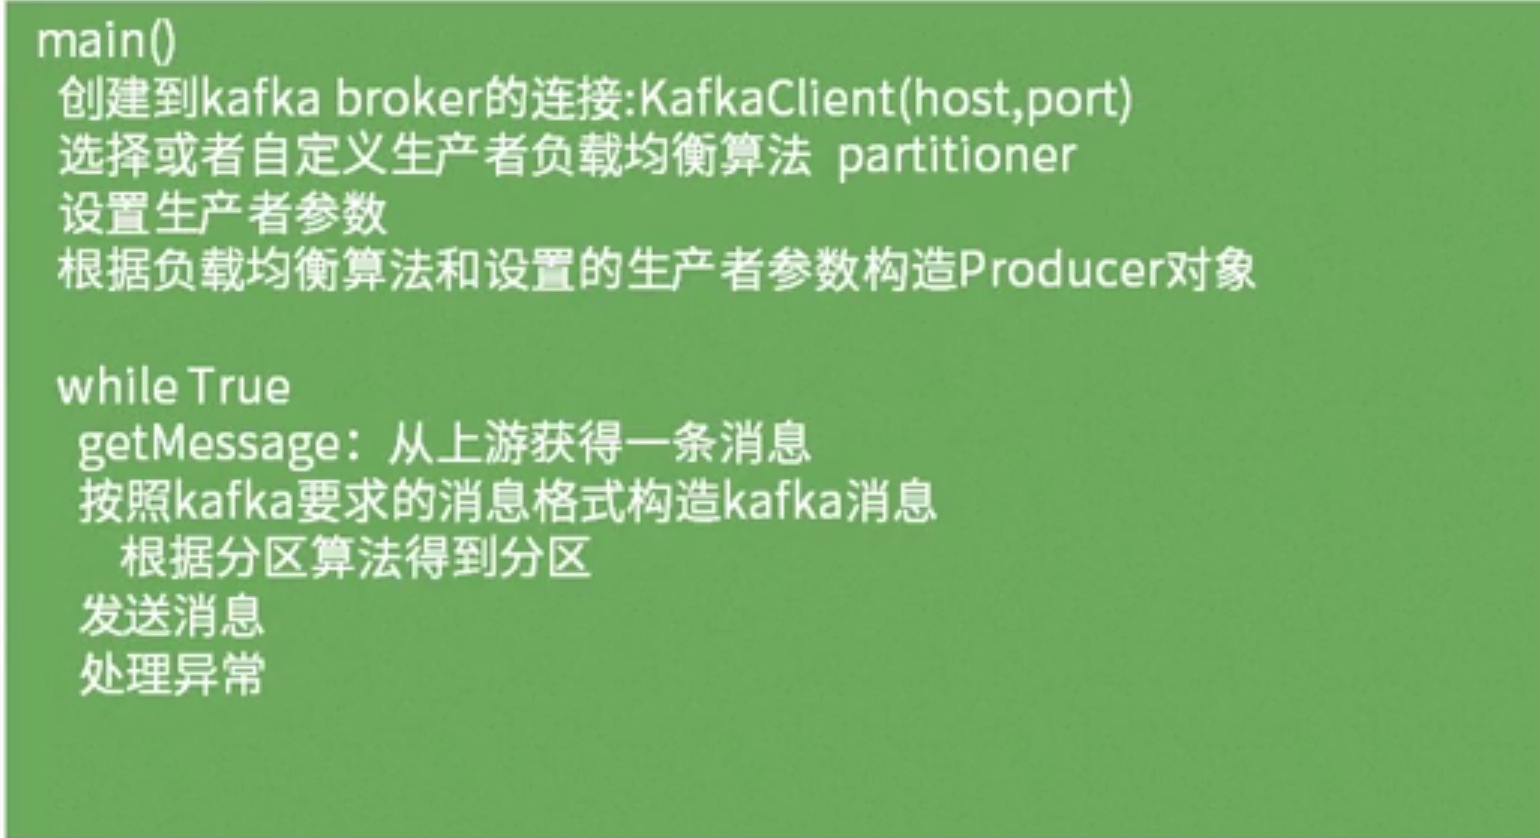 main()
创建到kafka broker的连接:KafkaClient(host,port)
选择或者自定义生产者负载均衡算法 partitioner
设置生产者参数
根据负载均衡算法和设置的生产者参数构造Producer对象
while True
getMessage：从上游获得一条消息
按照kafka要求的消息格式构造kafka消息
根据分区算法得到分区
发送消息
处理异常